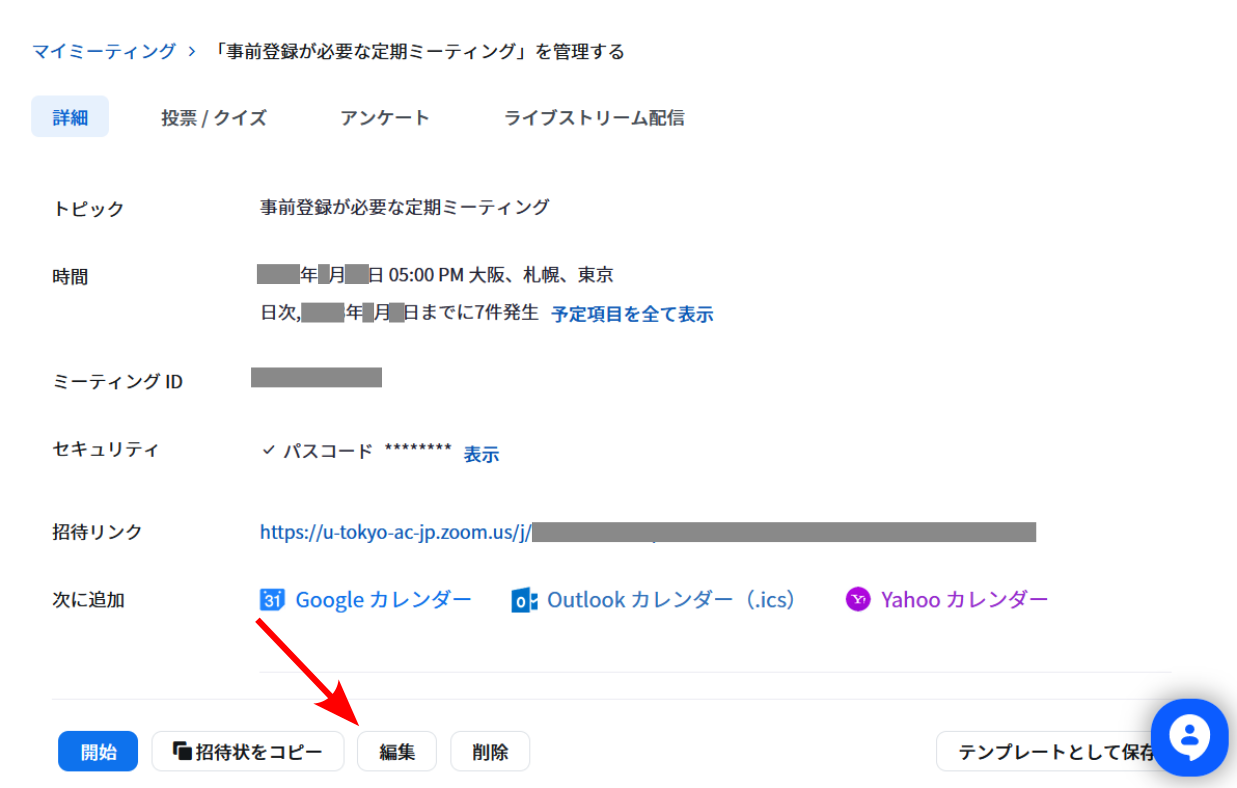 マイミーティング > 「事前登録が必要な定期ミーティング」を管理する
詳細 投票 / クイズ アンケート ライブストリーム配信
トピック 事前登録が必要な定期ミーティング
時間 年 月 日 05:00 PM 大阪、札幌、東京
日次, 年 月 日までに7件発生 予定項目を全て表示
ミーティング ID
セキュリティ ✓ パスコード ******** 表示
招待リンク https://u-tokyo-ac-jp.zoom.us/j/
次に追加 31 Google カレンダー Outlook カレンダー（.ics） Yahoo カレンダー
開始 招待状をコピー 編集 削除 テンプレートとして保存